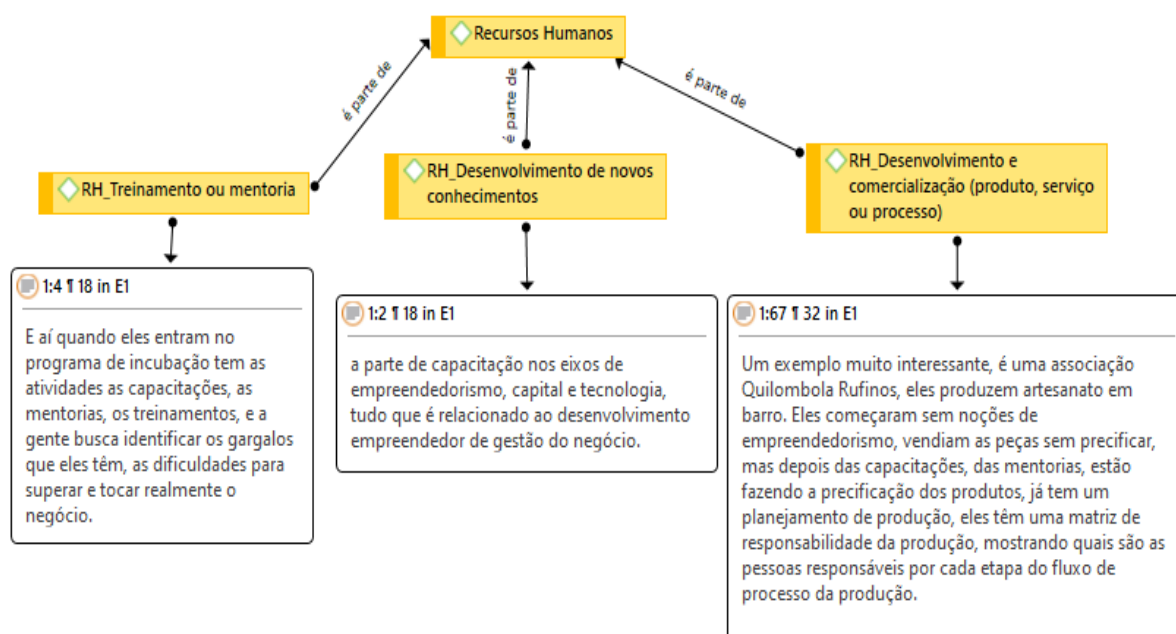 Recursos Humanos
é parte de
é parte de
é parte de
RH_Treinamento ou mentoria
RH_Desenvolvimento de novos
conhecimentos
RH_Desenvolvimento e
comercialização (produto, serviço
ou processo)
1:4 ¶ 18 in E1
E aí quando eles entram no
programa de incubação tem as
atividades as capacitações, as
mentorias, os treinamentos, e a
gente busca identificar os gargalos
que eles têm, as dificuldades para
superar e tocar realmente o
negócio.
1:2 ¶ 18 in E1
a parte de capacitação nos eixos de
empreendedorismo, capital e tecnologia,
tudo que é relacionado ao desenvolvimento
empreendedor de gestão do negócio.
1:67 ¶ 32 in E1
Um exemplo muito interessante, é uma associação
Quilombola Rufinos, eles produzem artesanato em
barro. Eles começaram sem noções de
empreendedorismo, vendiam as peças sem precificar,
mas depois das capacitações, das mentorias, estão
fazendo a precificação dos produtos, já tem um
planejamento de produção, eles têm uma matriz de
responsabilidade da produção, mostrando quais são as
pessoas responsáveis por cada etapa do fluxo de
processo da produção.